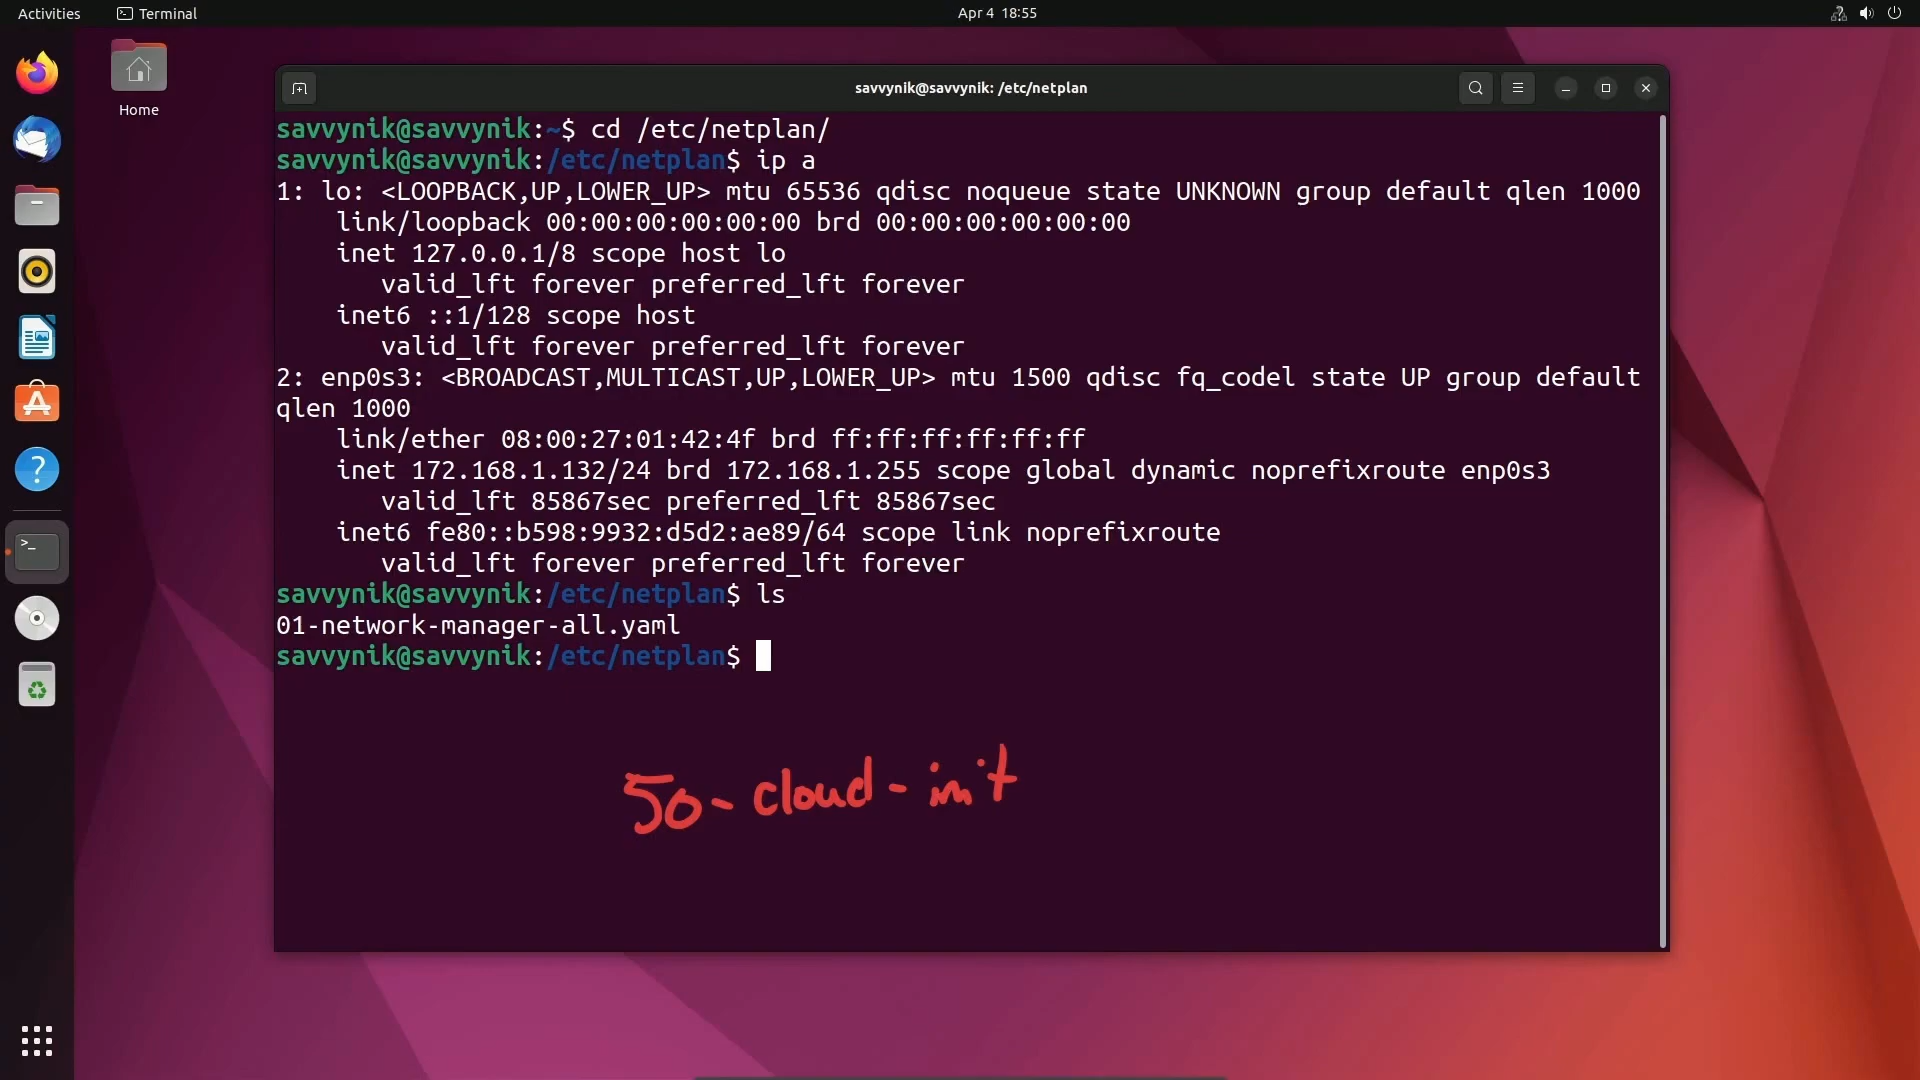 Activities Terminal Apr 4 18:55
Home
savvynik@savvynik: /etc/netplan
savvynik@savvynik:~$ cd /etc/netplan/
savvynik@savvynik:/etc/netplan$ ip a
1: lo: <LOOPBACK,UP,LOWER_UP> mtu 65536 qdisc noqueue state UNKNOWN group default qlen 1000
    link/loopback 00:00:00:00:00:00 brd 00:00:00:00:00:00
    inet 127.0.0.1/8 scope host lo
       valid_lft forever preferred_lft forever
    inet6 ::1/128 scope host
       valid_lft forever preferred_lft forever
2: enp0s3: <BROADCAST,MULTICAST,UP,LOWER_UP> mtu 1500 qdisc fq_codel state UP group default
qlen 1000
    link/ether 08:00:27:01:42:4f brd ff:ff:ff:ff:ff:ff
    inet 172.168.1.132/24 brd 172.168.1.255 scope global dynamic noprefixroute enp0s3
       valid_lft 85867sec preferred_lft 85867sec
    inet6 fe80::b598:9932:d5d2:ae89/64 scope link noprefixroute
       valid_lft forever preferred_lft forever
savvynik@savvynik:/etc/netplan$ ls
01-network-manager-all.yaml
savvynik@savvynik:/etc/netplan$
50-cloud-init